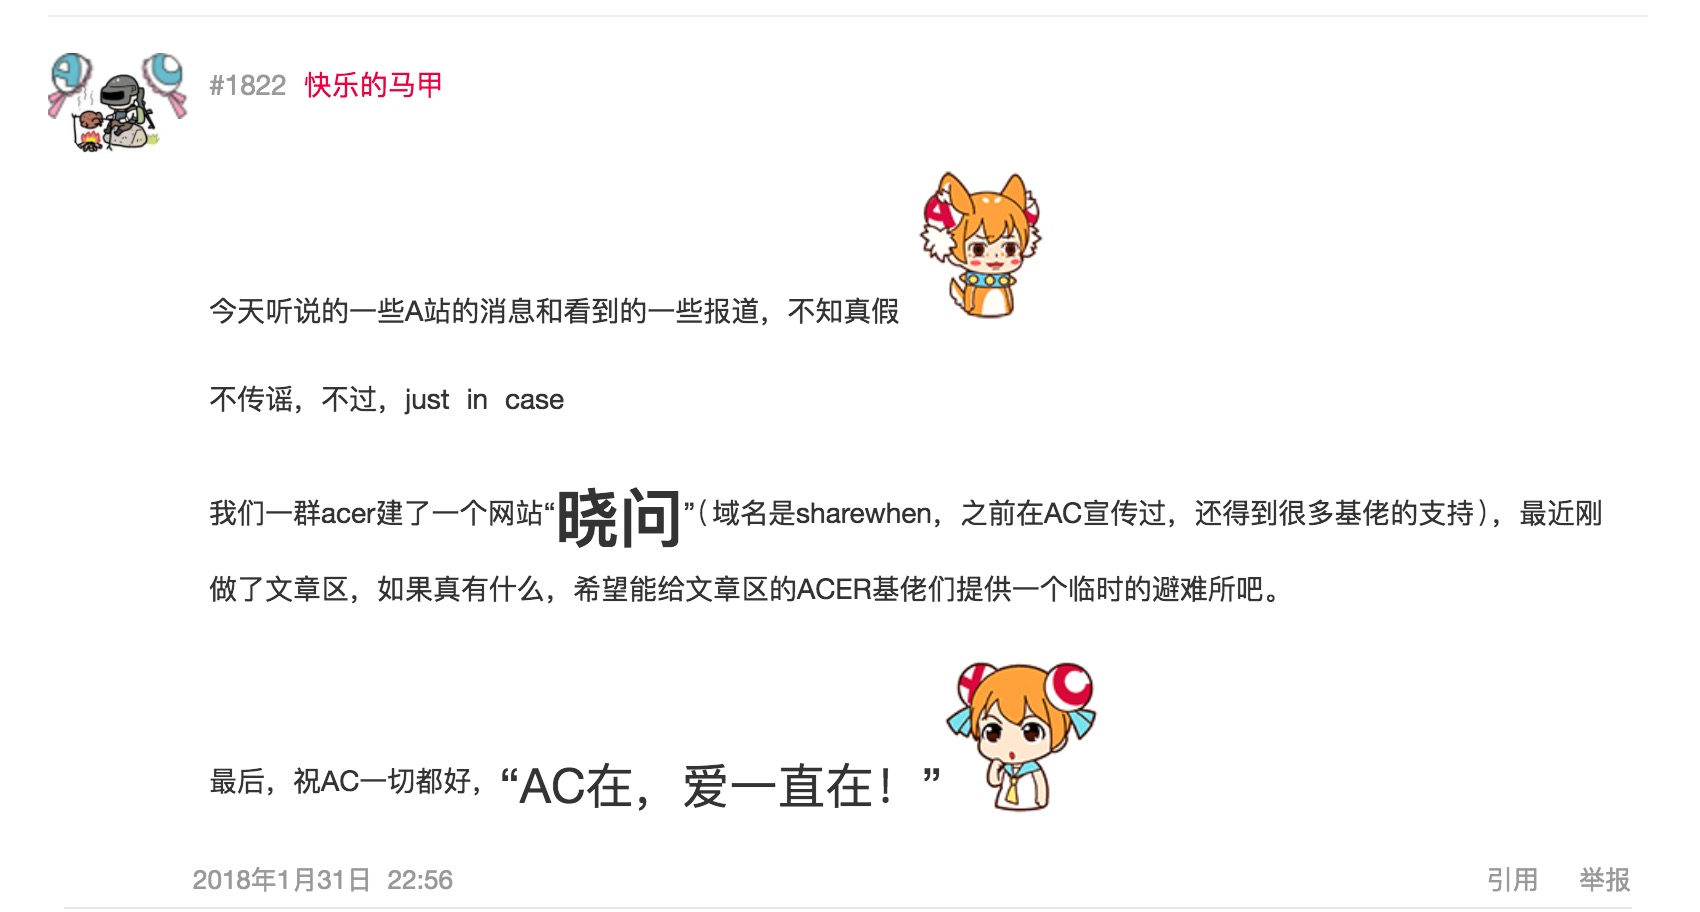 #1822 快乐的马甲
今天听说的一些A站的消息和看到的一些报道，不知真假
不传谣，不过，just in case
我们一群acer建了一个网站“晓问”（域名是sharewhen，之前在AC宣传过，还得到很多基佬的支持），最近刚
做了文章区，如果真有什么，希望能给文章区的ACER基佬们提供一个临时的避难所吧。
最后，祝AC一切都好，“AC在，爱一直在！”
2018年1月31日 22:56 引用 举报